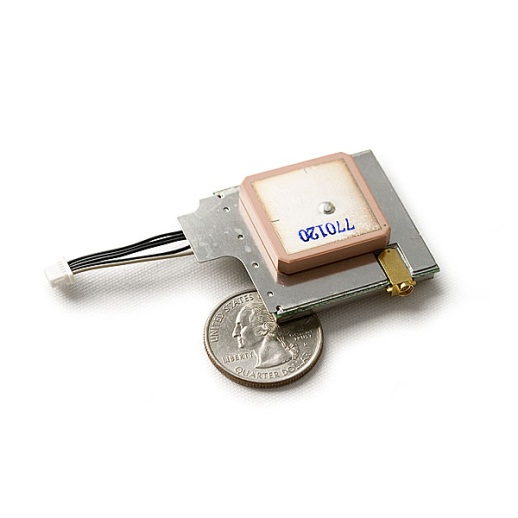 770120
UNITED STATES
LIBERTY
QUARTER DOLLAR